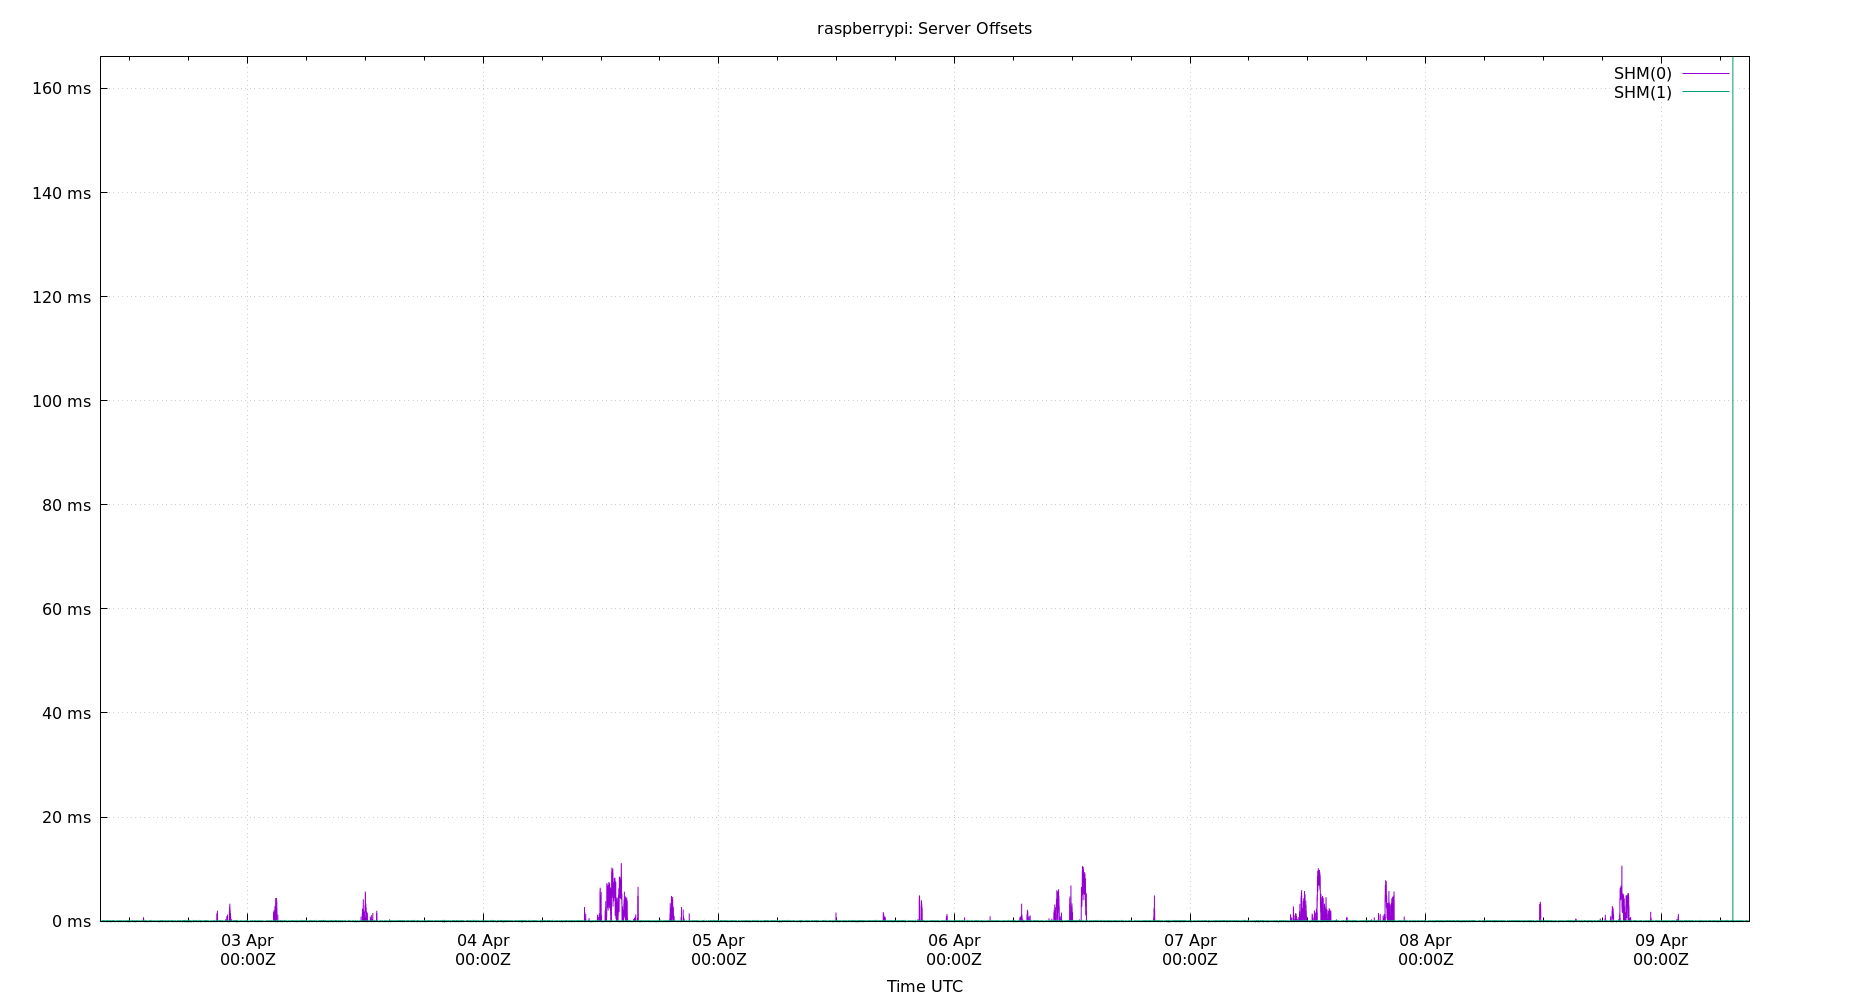 raspberrypi: Server Offsets
SHM(0)
SHM(1)
160 ms
140 ms
120 ms
100 ms
80 ms
60 ms
40 ms
20 ms
0 ms
03 Apr 04 Apr 05 Apr 06 Apr 07 Apr 08 Apr 09 Apr
00:00Z 00:00Z 00:00Z 00:00Z 00:00Z 00:00Z 00:00Z
Time UTC